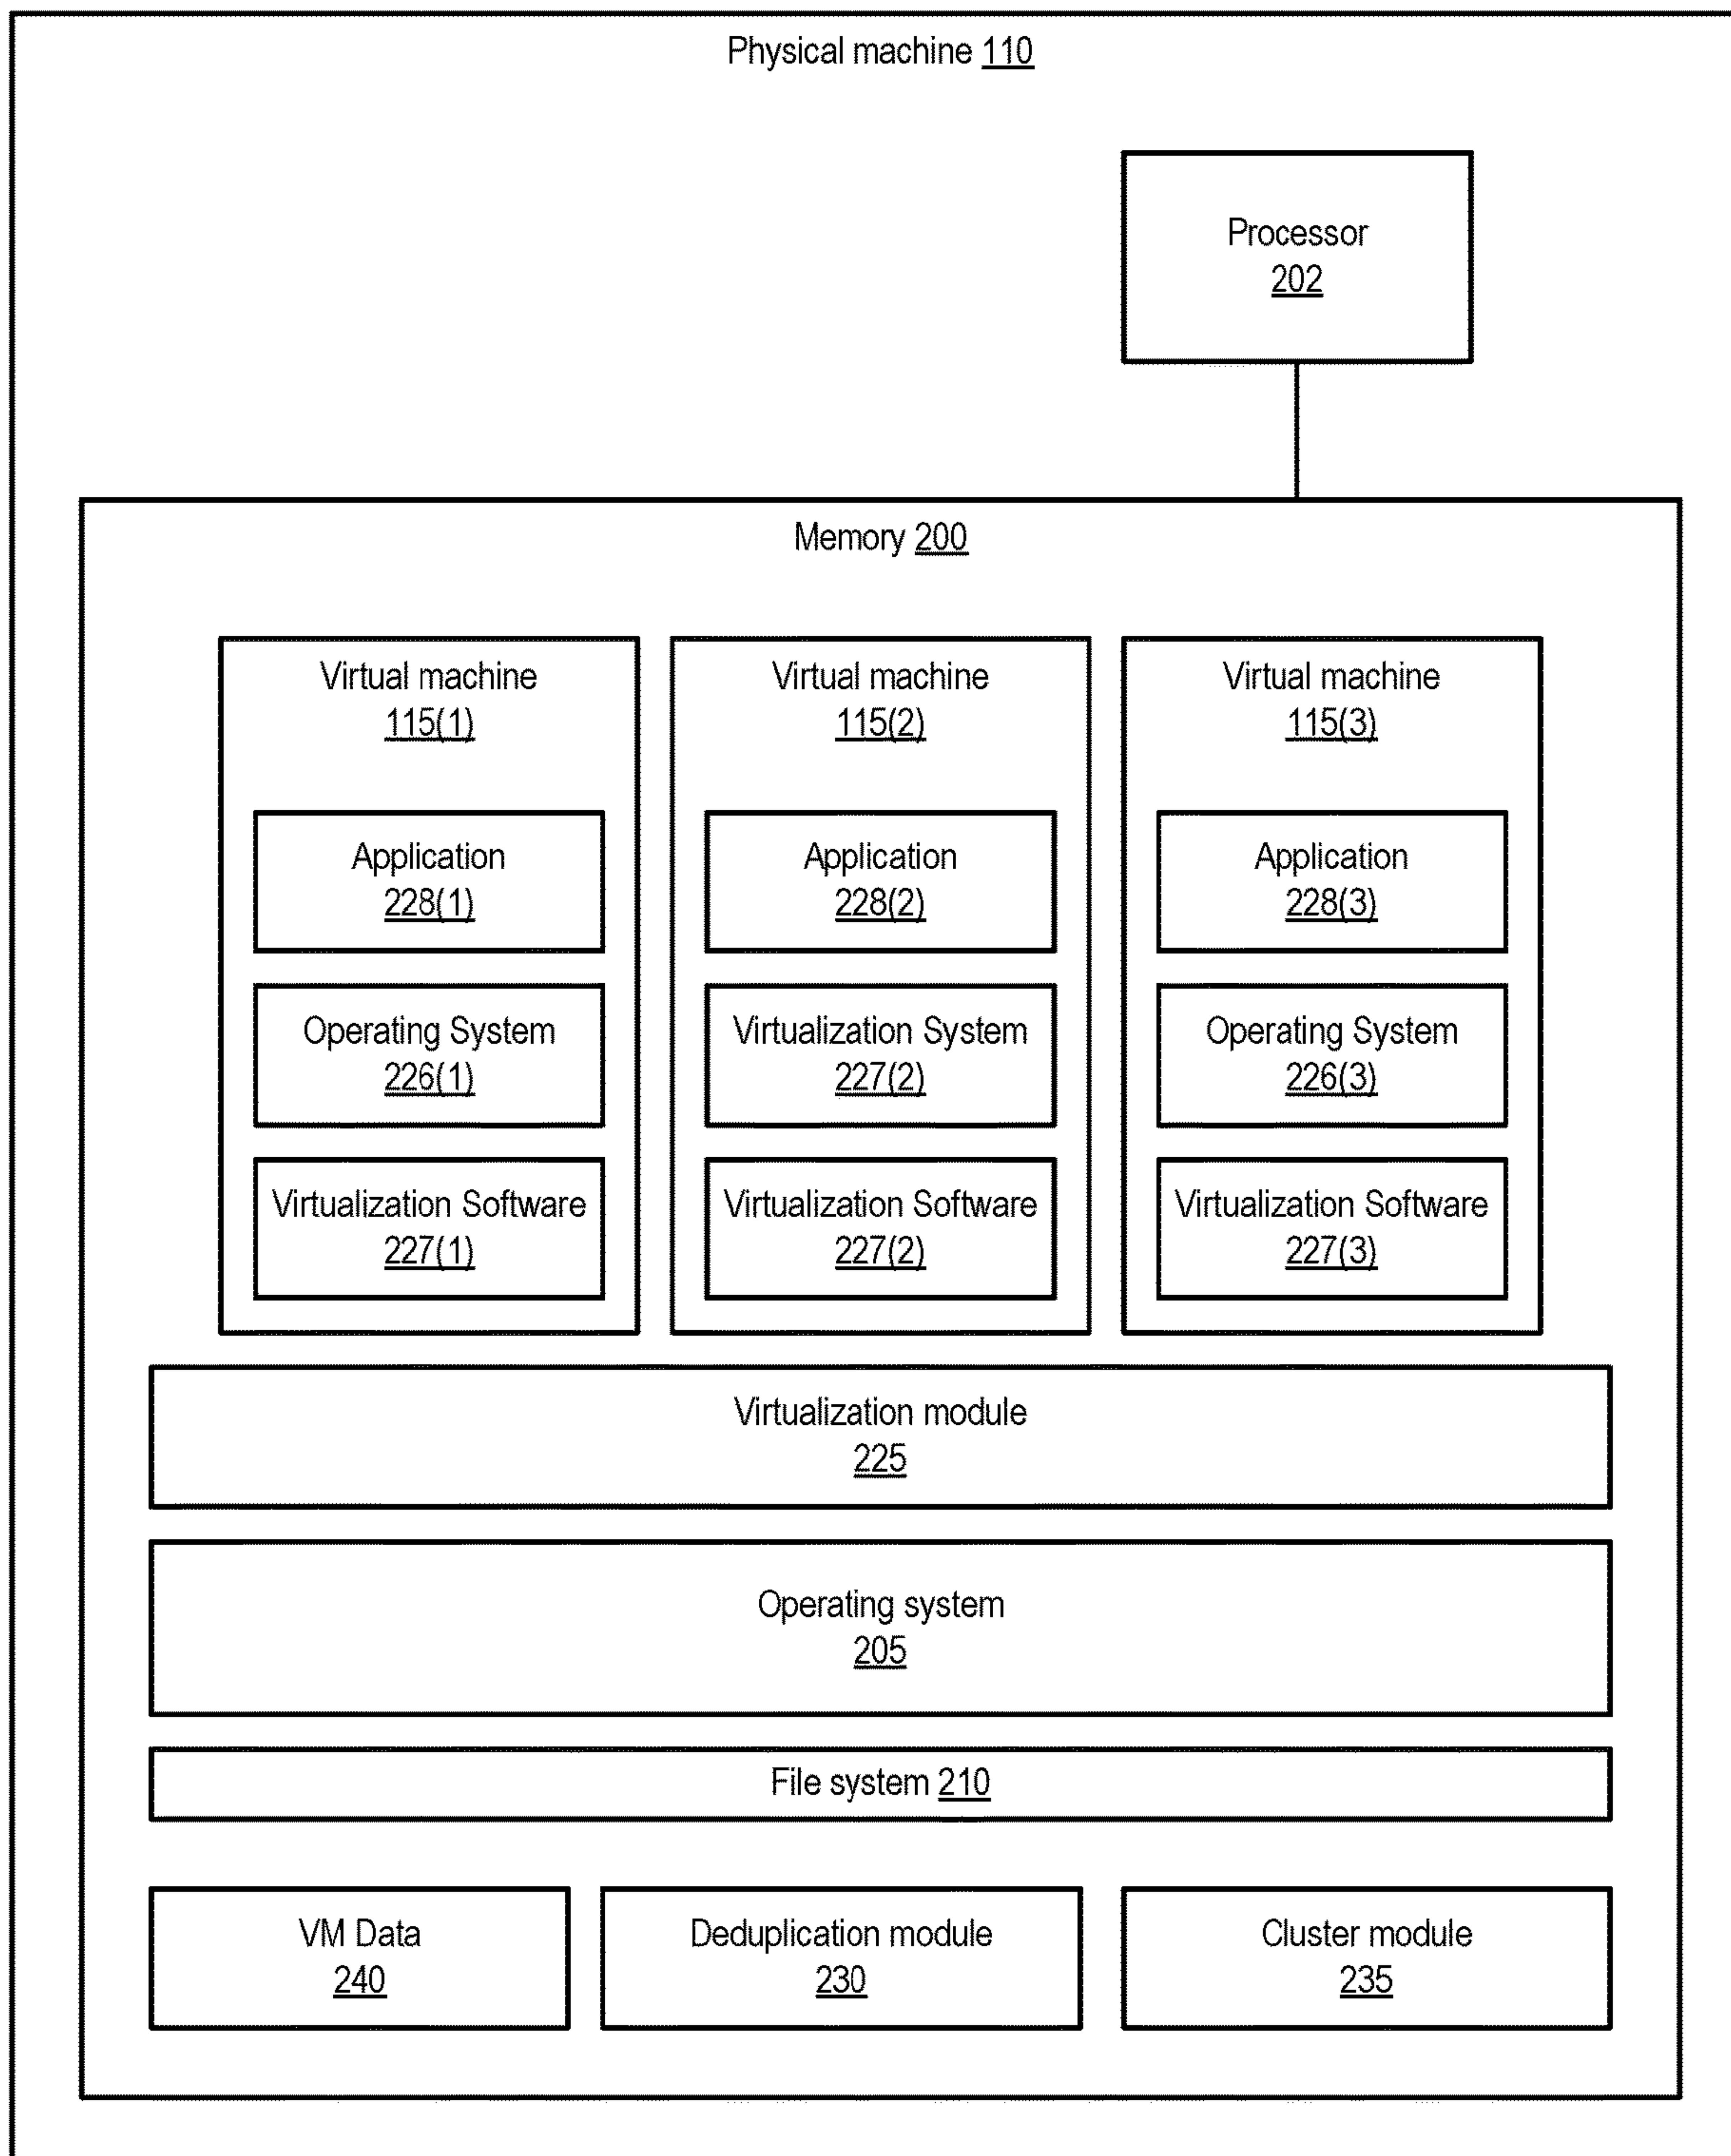 Physical machine 110
Processor
202
Memory 200
Virtual machine
115(1)
Application
228(1)
Operating System
226(1)
Virtualization Software
227(1)
Virtual machine
115(2)
Application
228(2)
Virtualization System
227(2)
Virtualization Software
227(2)
Virtual machine
115(3)
Application
228(3)
Operating System
226(3)
Virtualization Software
227(3)
Virtualization module
225
Operating system
205
File system 210
VM Data
240
Deduplication module
230
Cluster module
235